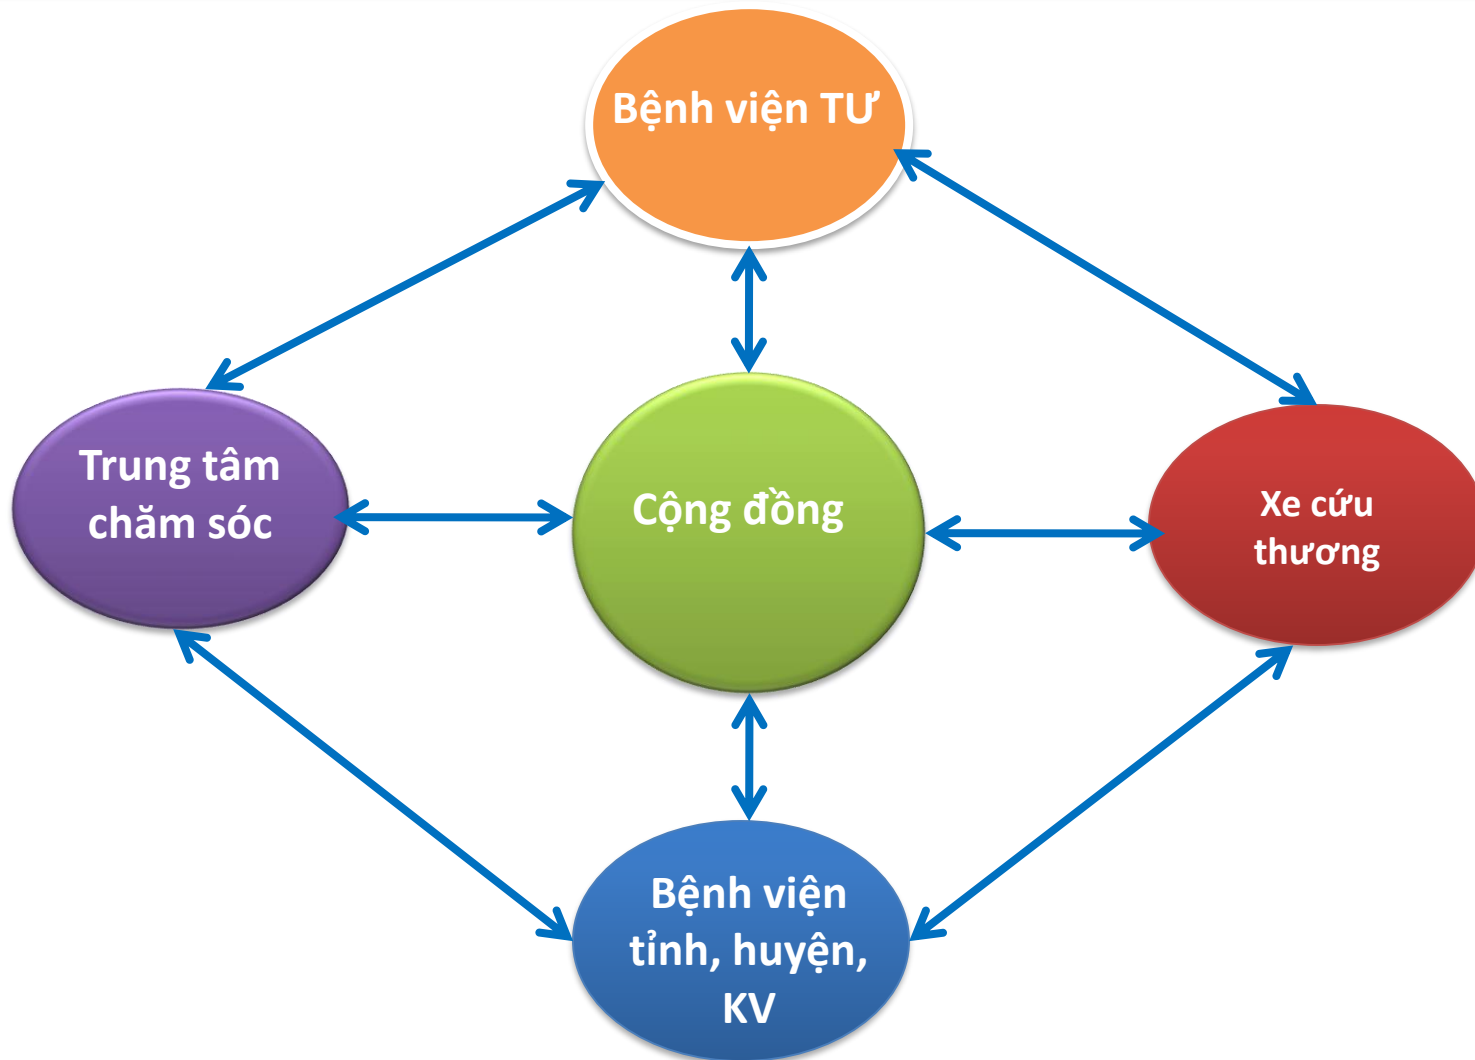 Bệnh viện TƯ
Trung tâm
chăm sóc
Cộng đồng
Xe cứu
thương
Bệnh viện
tỉnh, huyện,
KV